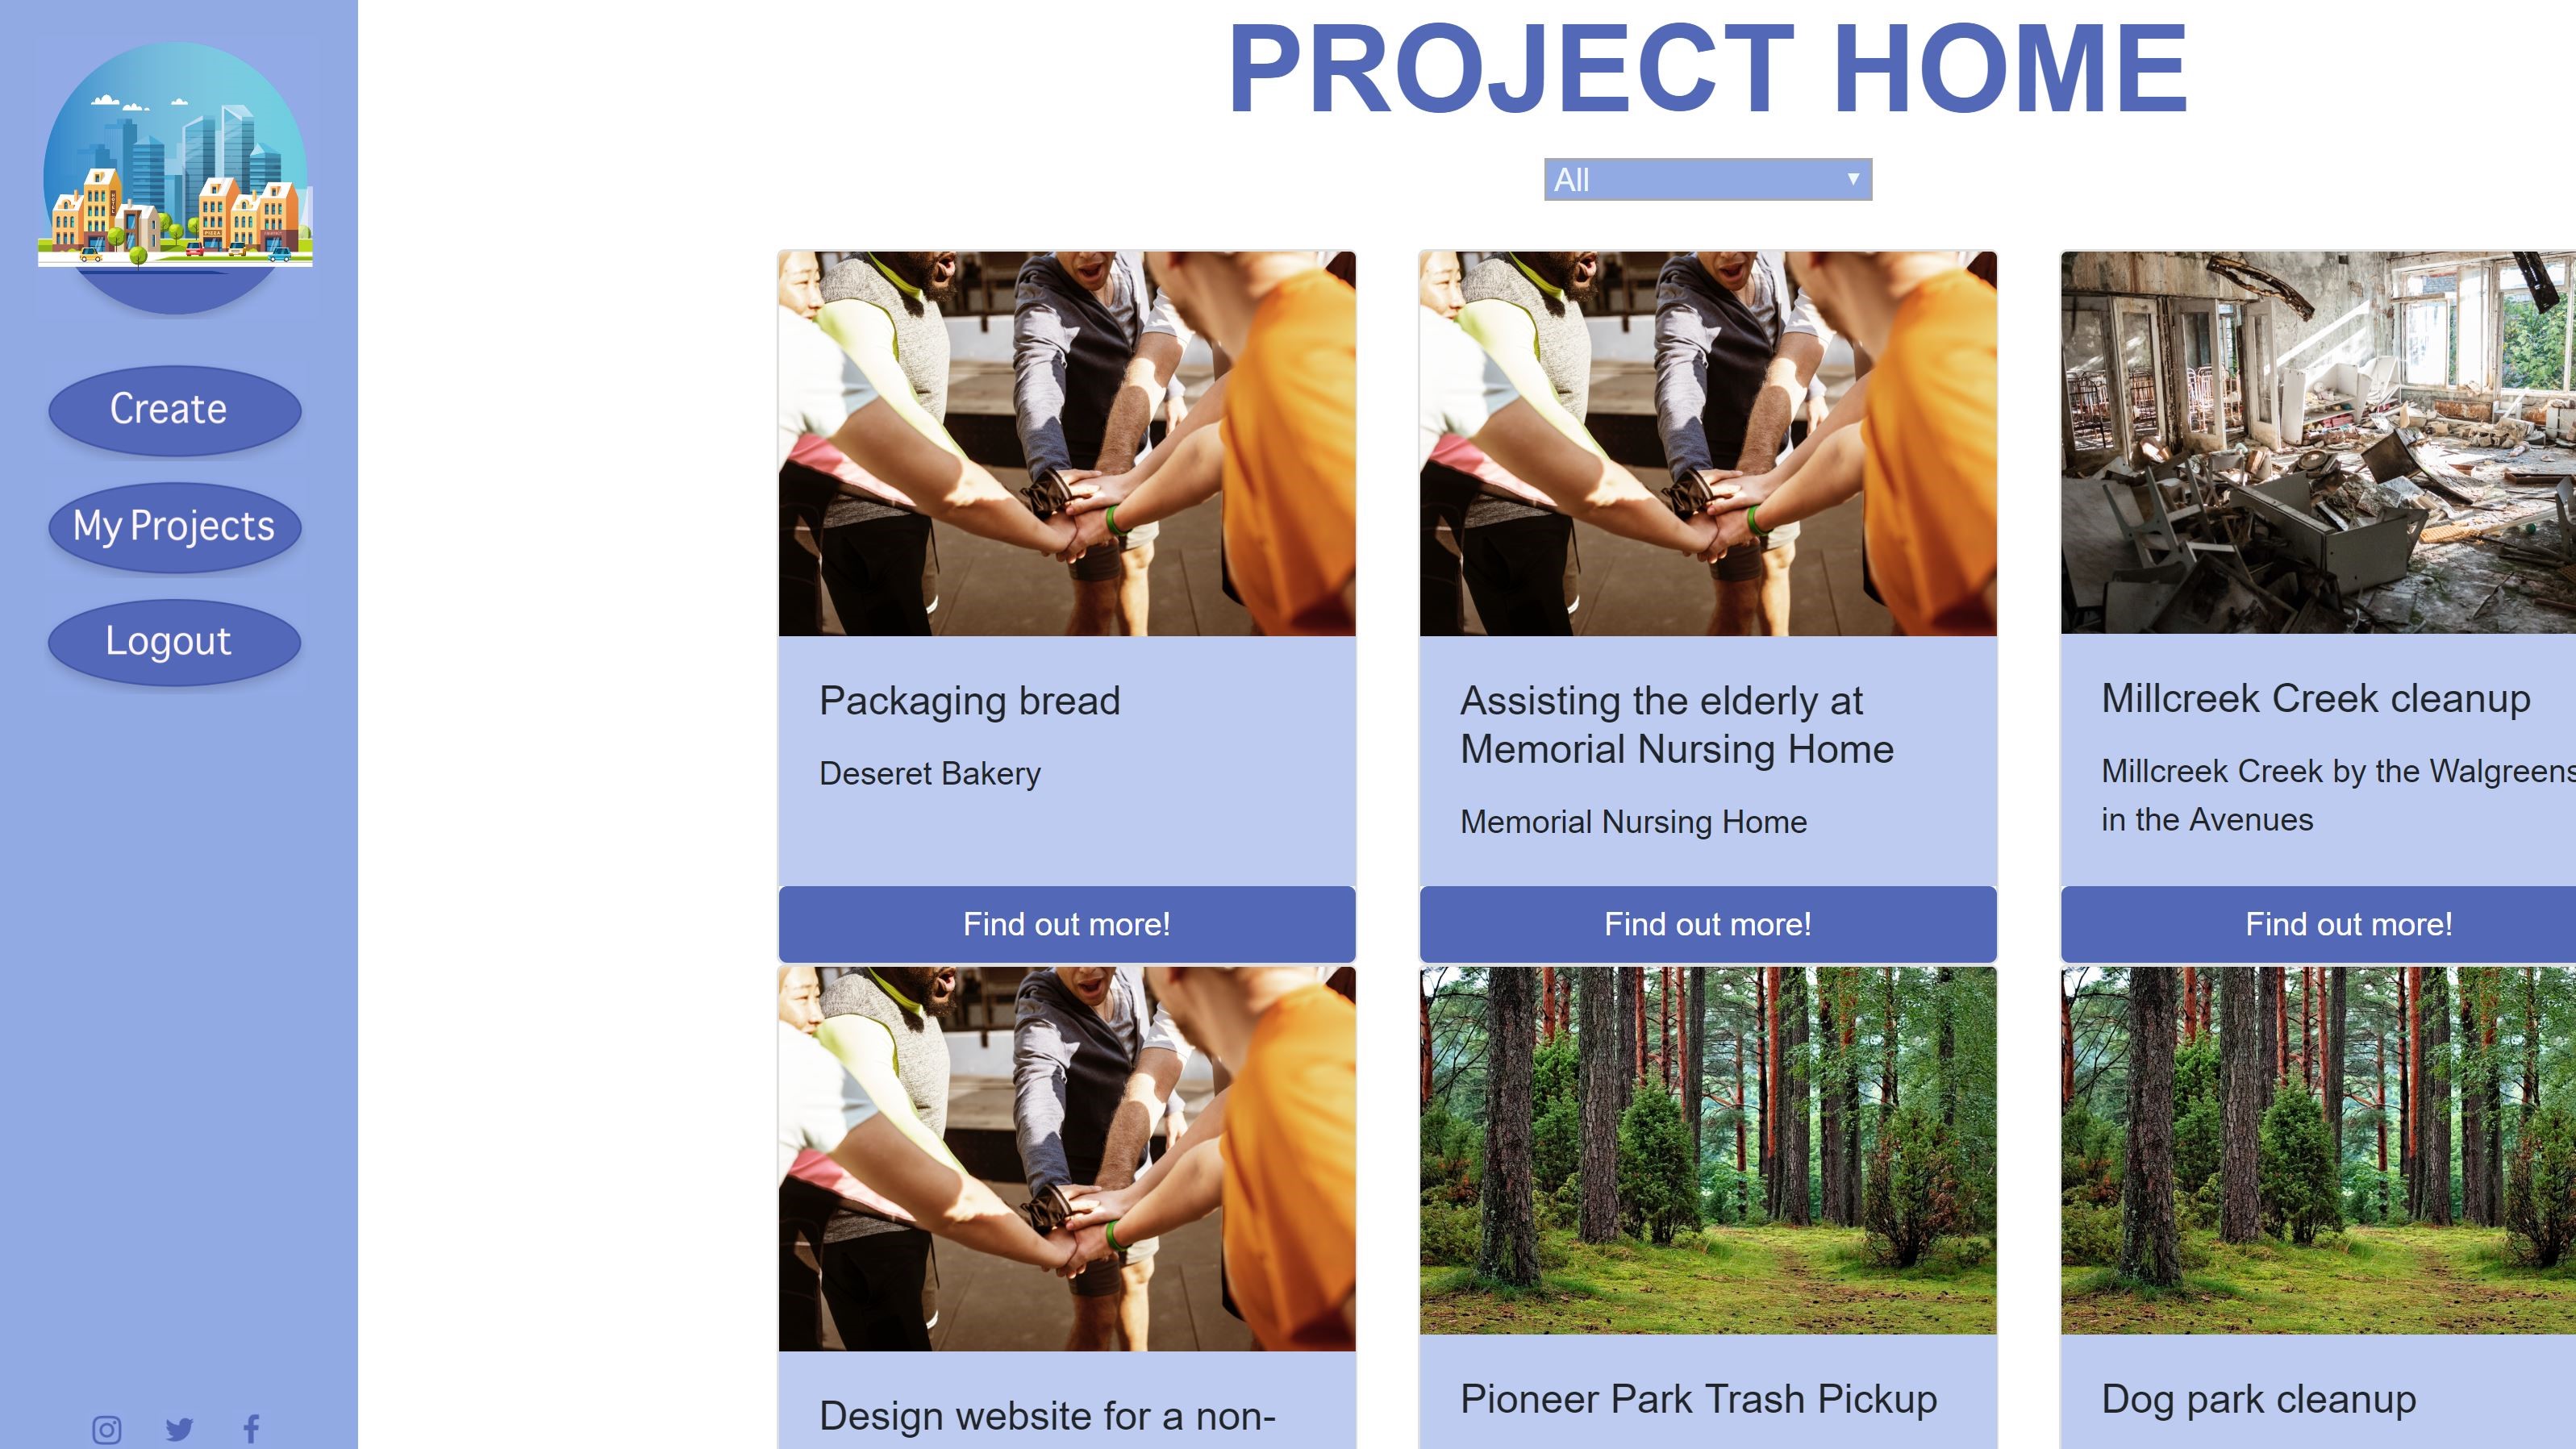 PROJECT HOME
All
Create
My Projects
Logout
Packaging bread
Deseret Bakery
Find out more!
Assisting the elderly at
Memorial Nursing Home
Memorial Nursing Home
Find out more!
Millcreek Creek cleanup
Millcreek Creek by the Walgreens
in the Avenues
Find out more!
Design website for a non-
Pioneer Park Trash Pickup
Dog park cleanup